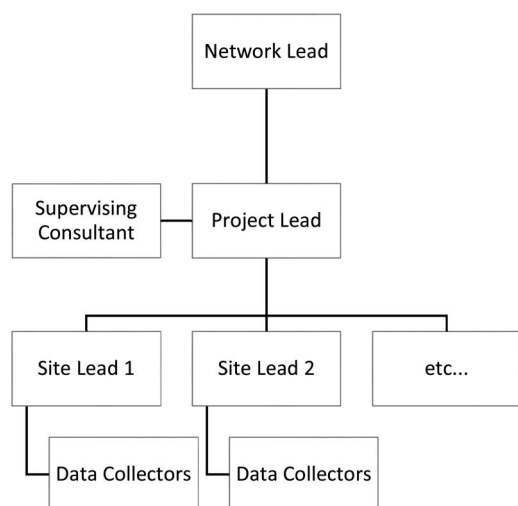 Network Lead
Supervising
Consultant
Project Lead
Site Lead 1
Site Lead 2
etc...
Data Collectors
Data Collectors